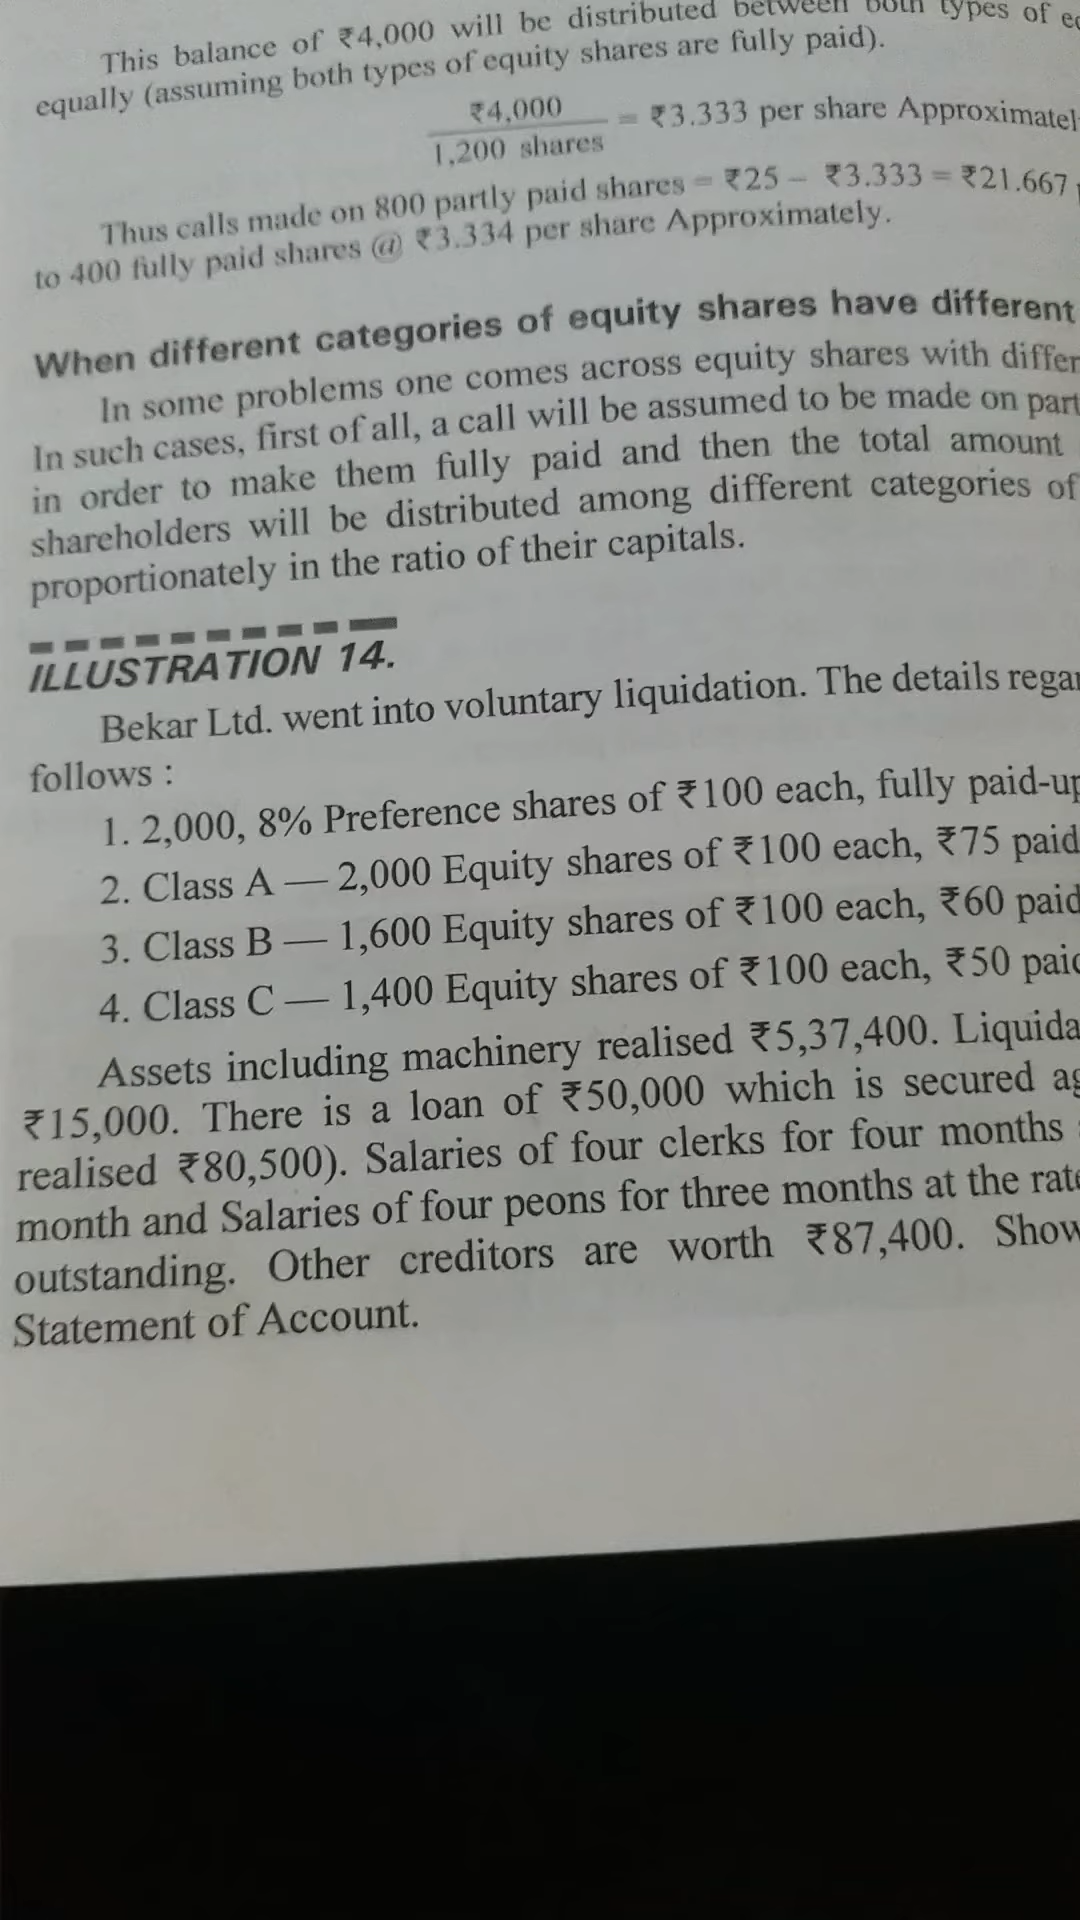 This balance of ₹4,000 will be distributed between both types of
equally (assuming both types of equity shares are fully paid).
₹4,000
1,200 shares
= ₹3.333 per share Approximatel
Thus calls made on 800 partly paid shares = ₹25 – ₹3.333 = ₹21.667
to 400 fully paid shares @ ₹3.334 per share Approximately.
When different categories of equity shares have different
In some problems one comes across equity shares with differ
In such cases, first of all, a call will be assumed to be made on part
in order to make them fully paid and then the total amount
shareholders will be distributed among different categories of
proportionately in the ratio of their capitals.
ILLUSTRATION 14.
Bekar Ltd. went into voluntary liquidation. The details regar
follows :
1. 2,000, 8% Preference shares of ₹100 each, fully paid-up
2. Class A — 2,000 Equity shares of ₹100 each, ₹75 paid
3. Class B — 1,600 Equity shares of ₹100 each, ₹60 paid
4. Class C — 1,400 Equity shares of ₹100 each, ₹50 paid
Assets including machinery realised ₹5,37,400. Liquida
₹15,000. There is a loan of ₹50,000 which is secured ag
realised ₹80,500). Salaries of four clerks for four months
month and Salaries of four peons for three months at the rate
outstanding. Other creditors are worth ₹87,400. Show
Statement of Account.